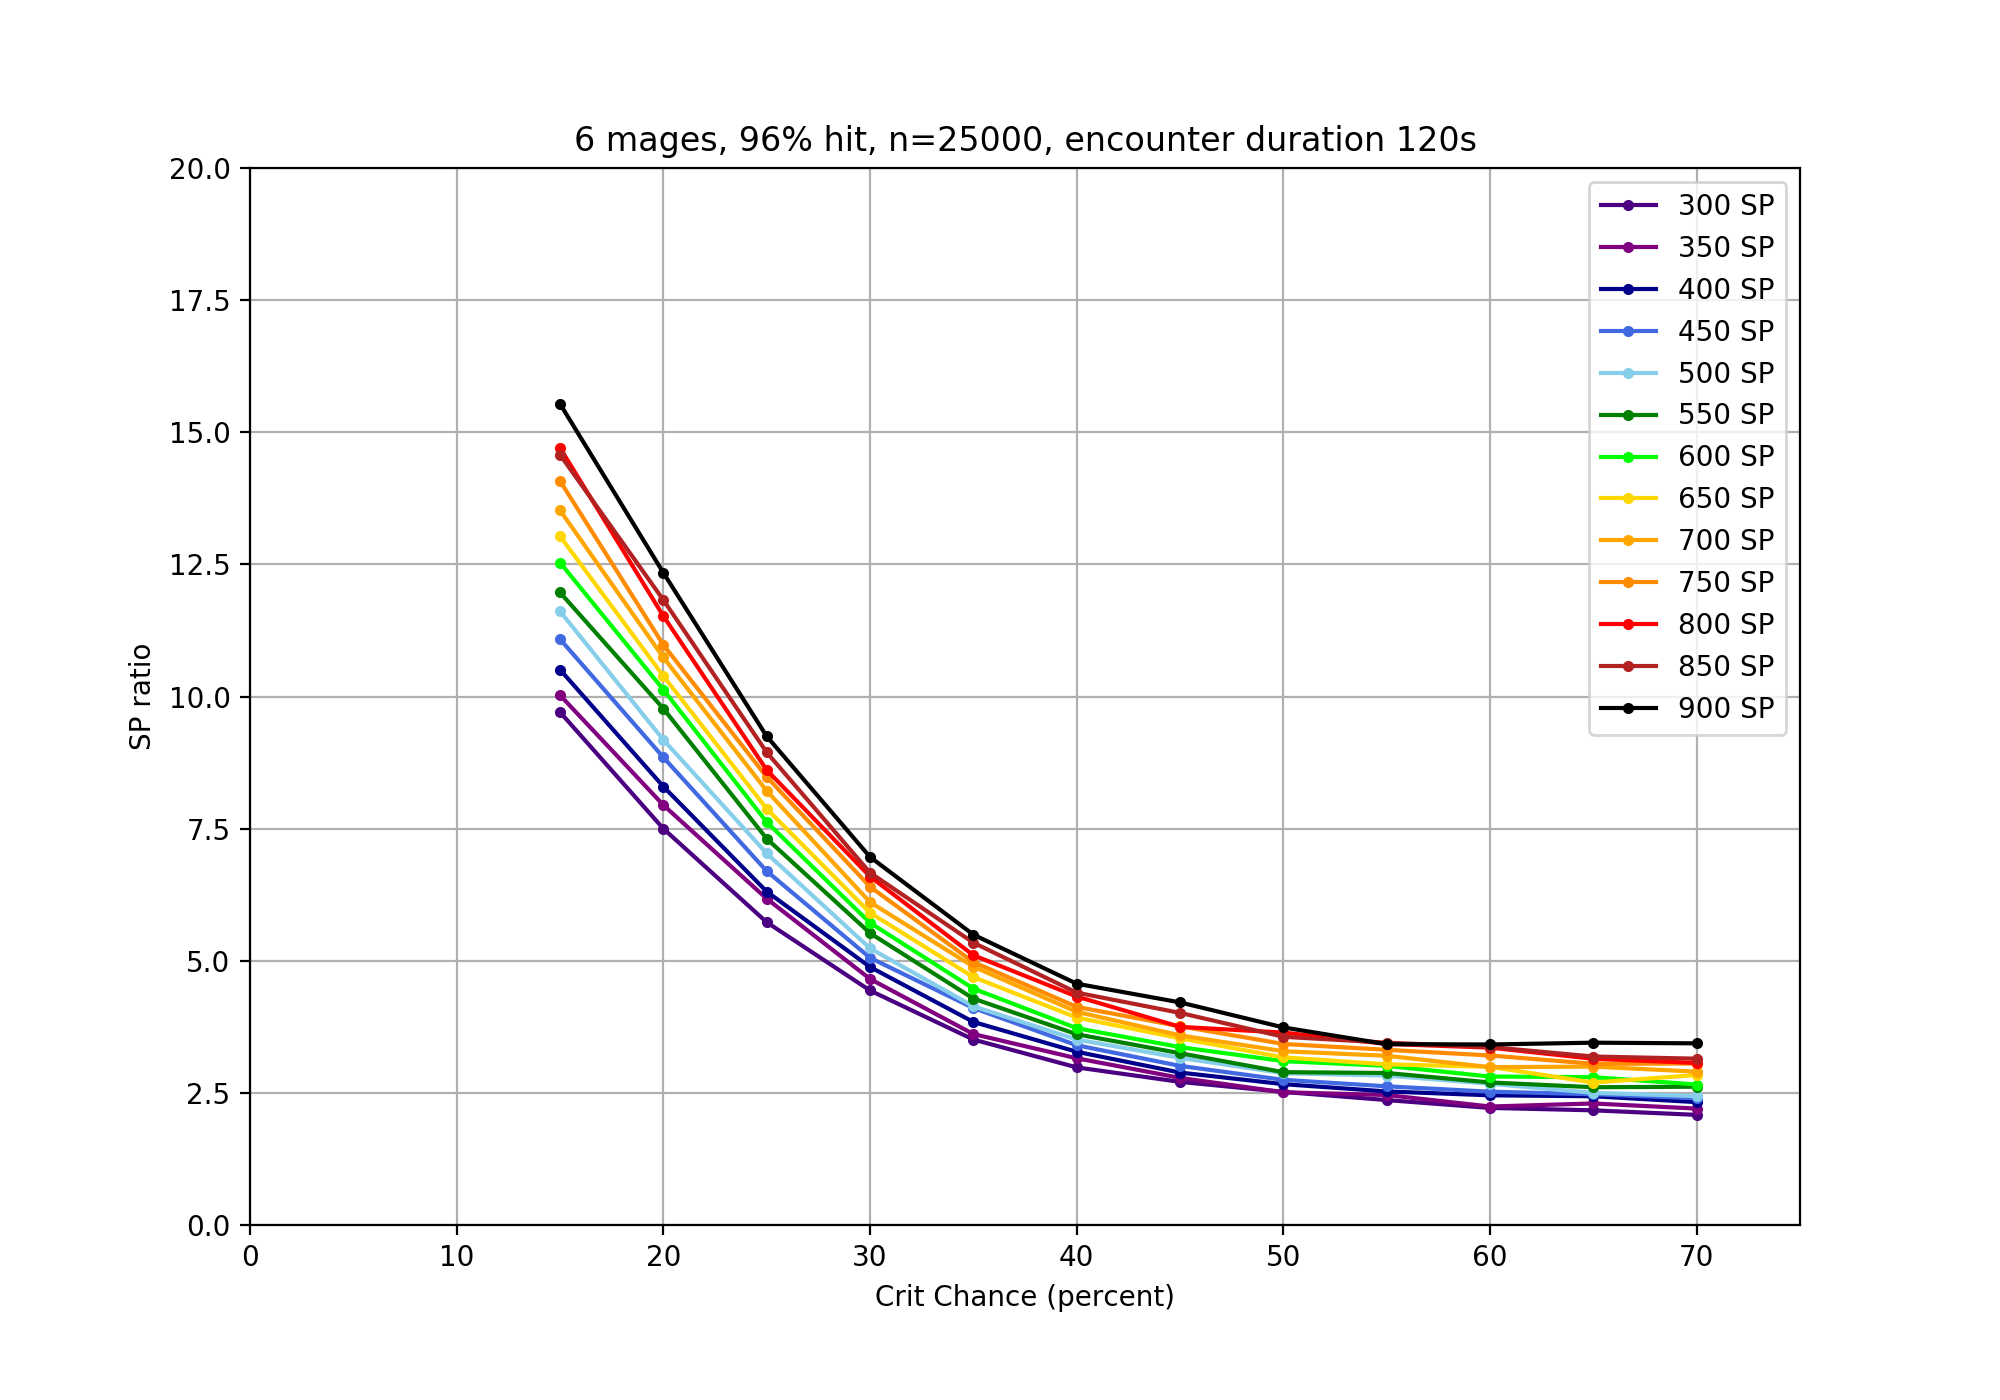 6 mages, 96% hit, n=25000, encounter duration 120s
20.0
17.5
15.0
12.5
10.0
7.5
5.0
2.5
0.0
SP ratio
300 SP
350 SP
400 SP
450 SP
500 SP
550 SP
600 SP
650 SP
700 SP
750 SP
800 SP
850 SP
900 SP
0 10 20 30 40 50 60 70
Crit Chance (percent)